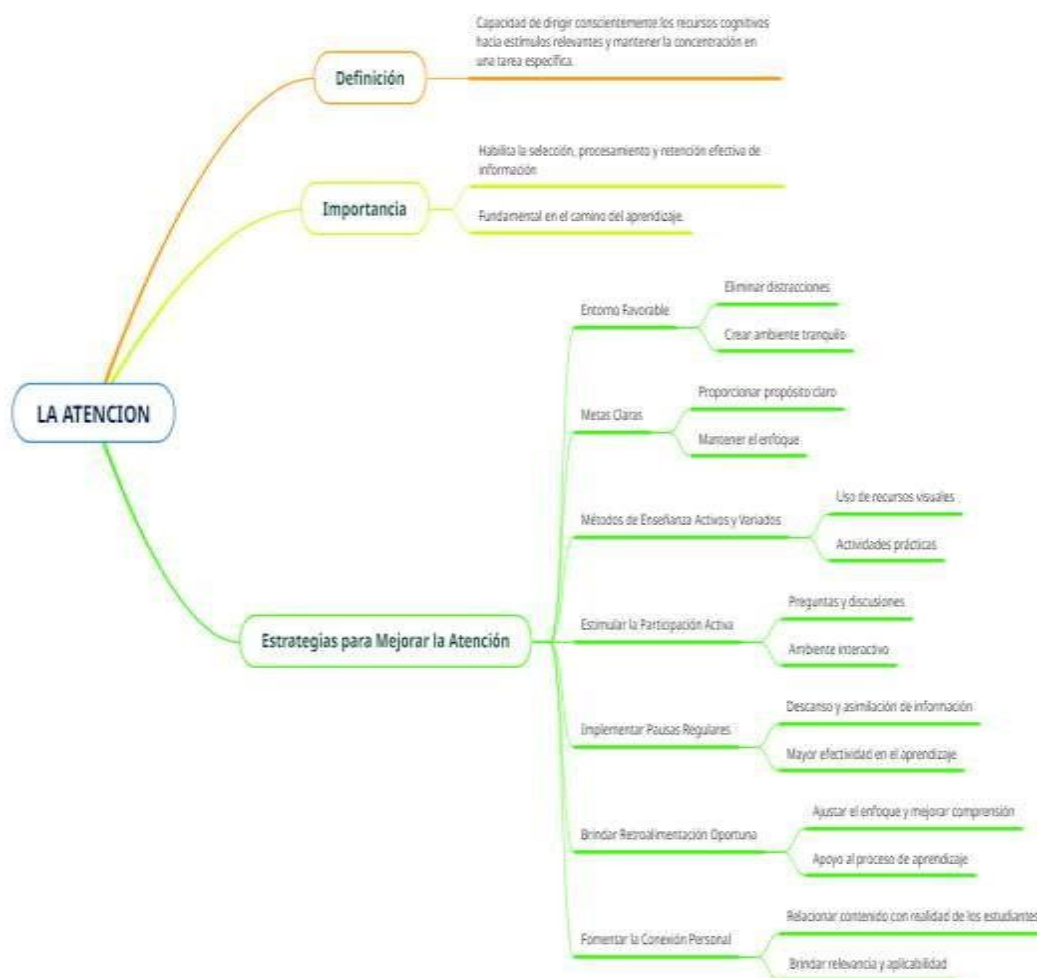 Capacidad de dirigir conscientemente los recursos cognitivos
hacia estímulos relevantes y mantener la concentración en
una tarea específica.
Definición
Habilita la selección, procesamiento y retención efectiva de
información
Importancia
Fundamental en el camino del aprendizaje.
Eliminar distracciones
Entorno Favorable
Crear ambiente tranquilo
LA ATENCION
Proporcionar propósito claro
Metas Claras
Mantener el enfoque
Uso de recursos visuales
Métodos de Enseñanza Activos y Variados
Actividades prácticas
Estrategias para Mejorar la Atención
Preguntas y discusiones
Estimular la Participación Activa
Ambiente interactivo
Descanso y asimilación de información
Implementar Pausas Regulares
Mayor efectividad en el aprendizaje
Ajustar el enfoque y mejorar comprensión
Brindar Retroalimentación Oportuna
Apoyo al proceso de aprendizaje
Relacionar contenido con realidad de los estudiantes
Fomentar la Conexión Personal
Brindar relevancia y aplicabilidad